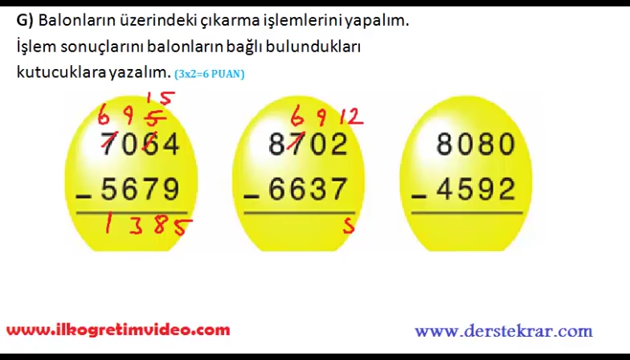 G) Balonların üzerindeki çıkarma işlemlerini yapalım.
İşlem sonuçlarını balonların bağlı bulundukları
kutucuklara yazalım. (3x2=6 PUAN)
15
6 9 5
7064
- 5679
1385
6 9 12
8702
- 6637
5
8080
- 4592
www.ilkogretimvideo.com
www.derstekrar.com